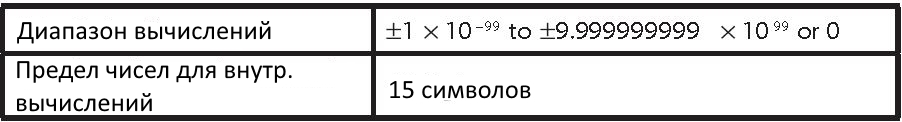 Диапазон вычислений ±1 × 10⁻⁹⁹ to ±9.999999999 × 10⁹⁹ or 0
Предел чисел для внутр.
вычислений
15 символов